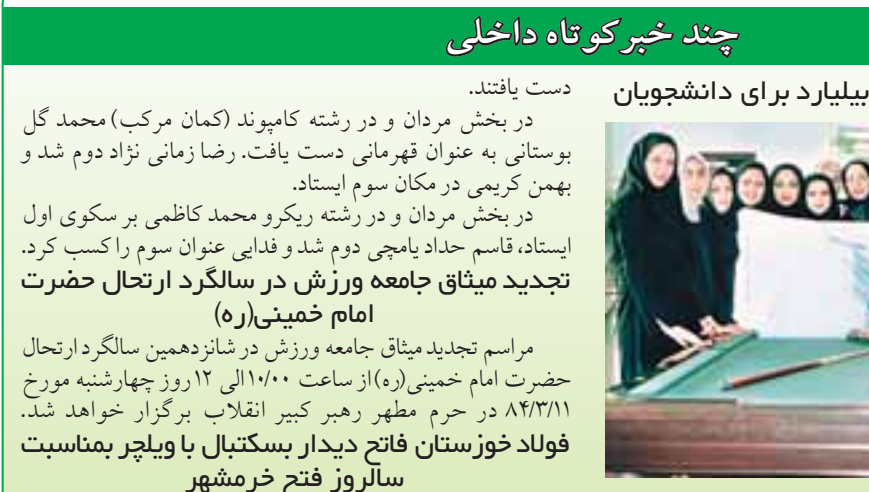 چند خبر کوتاه داخلی
بیلیارد برای دانشجویان
دست یافتند.
در بخش مردان و در رشته کامپوند (کمان مرکب) محمد گل
بوستانی به عنوان قهرمانی دست یافت. رضا زمانی نژاد دوم شد و
بهمن کریمی در مکان سوم ایستاد.
در بخش مردان و در رشته ریکرو محمد کاظمی بر سکوی اول
ایستاد، قاسم حداد یامچی دوم شد و فدایی عنوان سوم را کسب کرد.
تجدید میثاق جامعه ورزش در سالگرد ارتحال حضرت
امام خمینی(ره)
مراسم تجدید میثاق جامعه ورزش در شانزدهمین سالگرد ارتحال
حضرت امام خمینی(ره) از ساعت ۱۰/۰۰ الی ۱۲ روز چهارشنبه مورخ
۸۴/۳/۱۱ در حرم مطهر رهبر کبیر انقلاب برگزار خواهد شد.
فولاد خوزستان فاتح دیدار بسکتبال با ویلچر بمناسبت
سالروز فتح خرمشهر